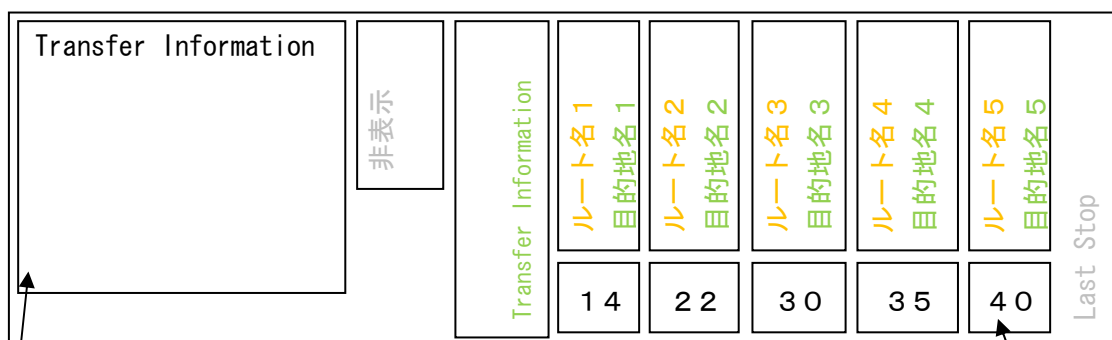 Transfer Information
非表示
Transfer Information
ルート名1
目的地名1
ルート名2
目的地名2
ルート名3
目的地名3
ルート名4
目的地名4
ルート名5
目的地名5
Last Stop
14
22
30
35
40